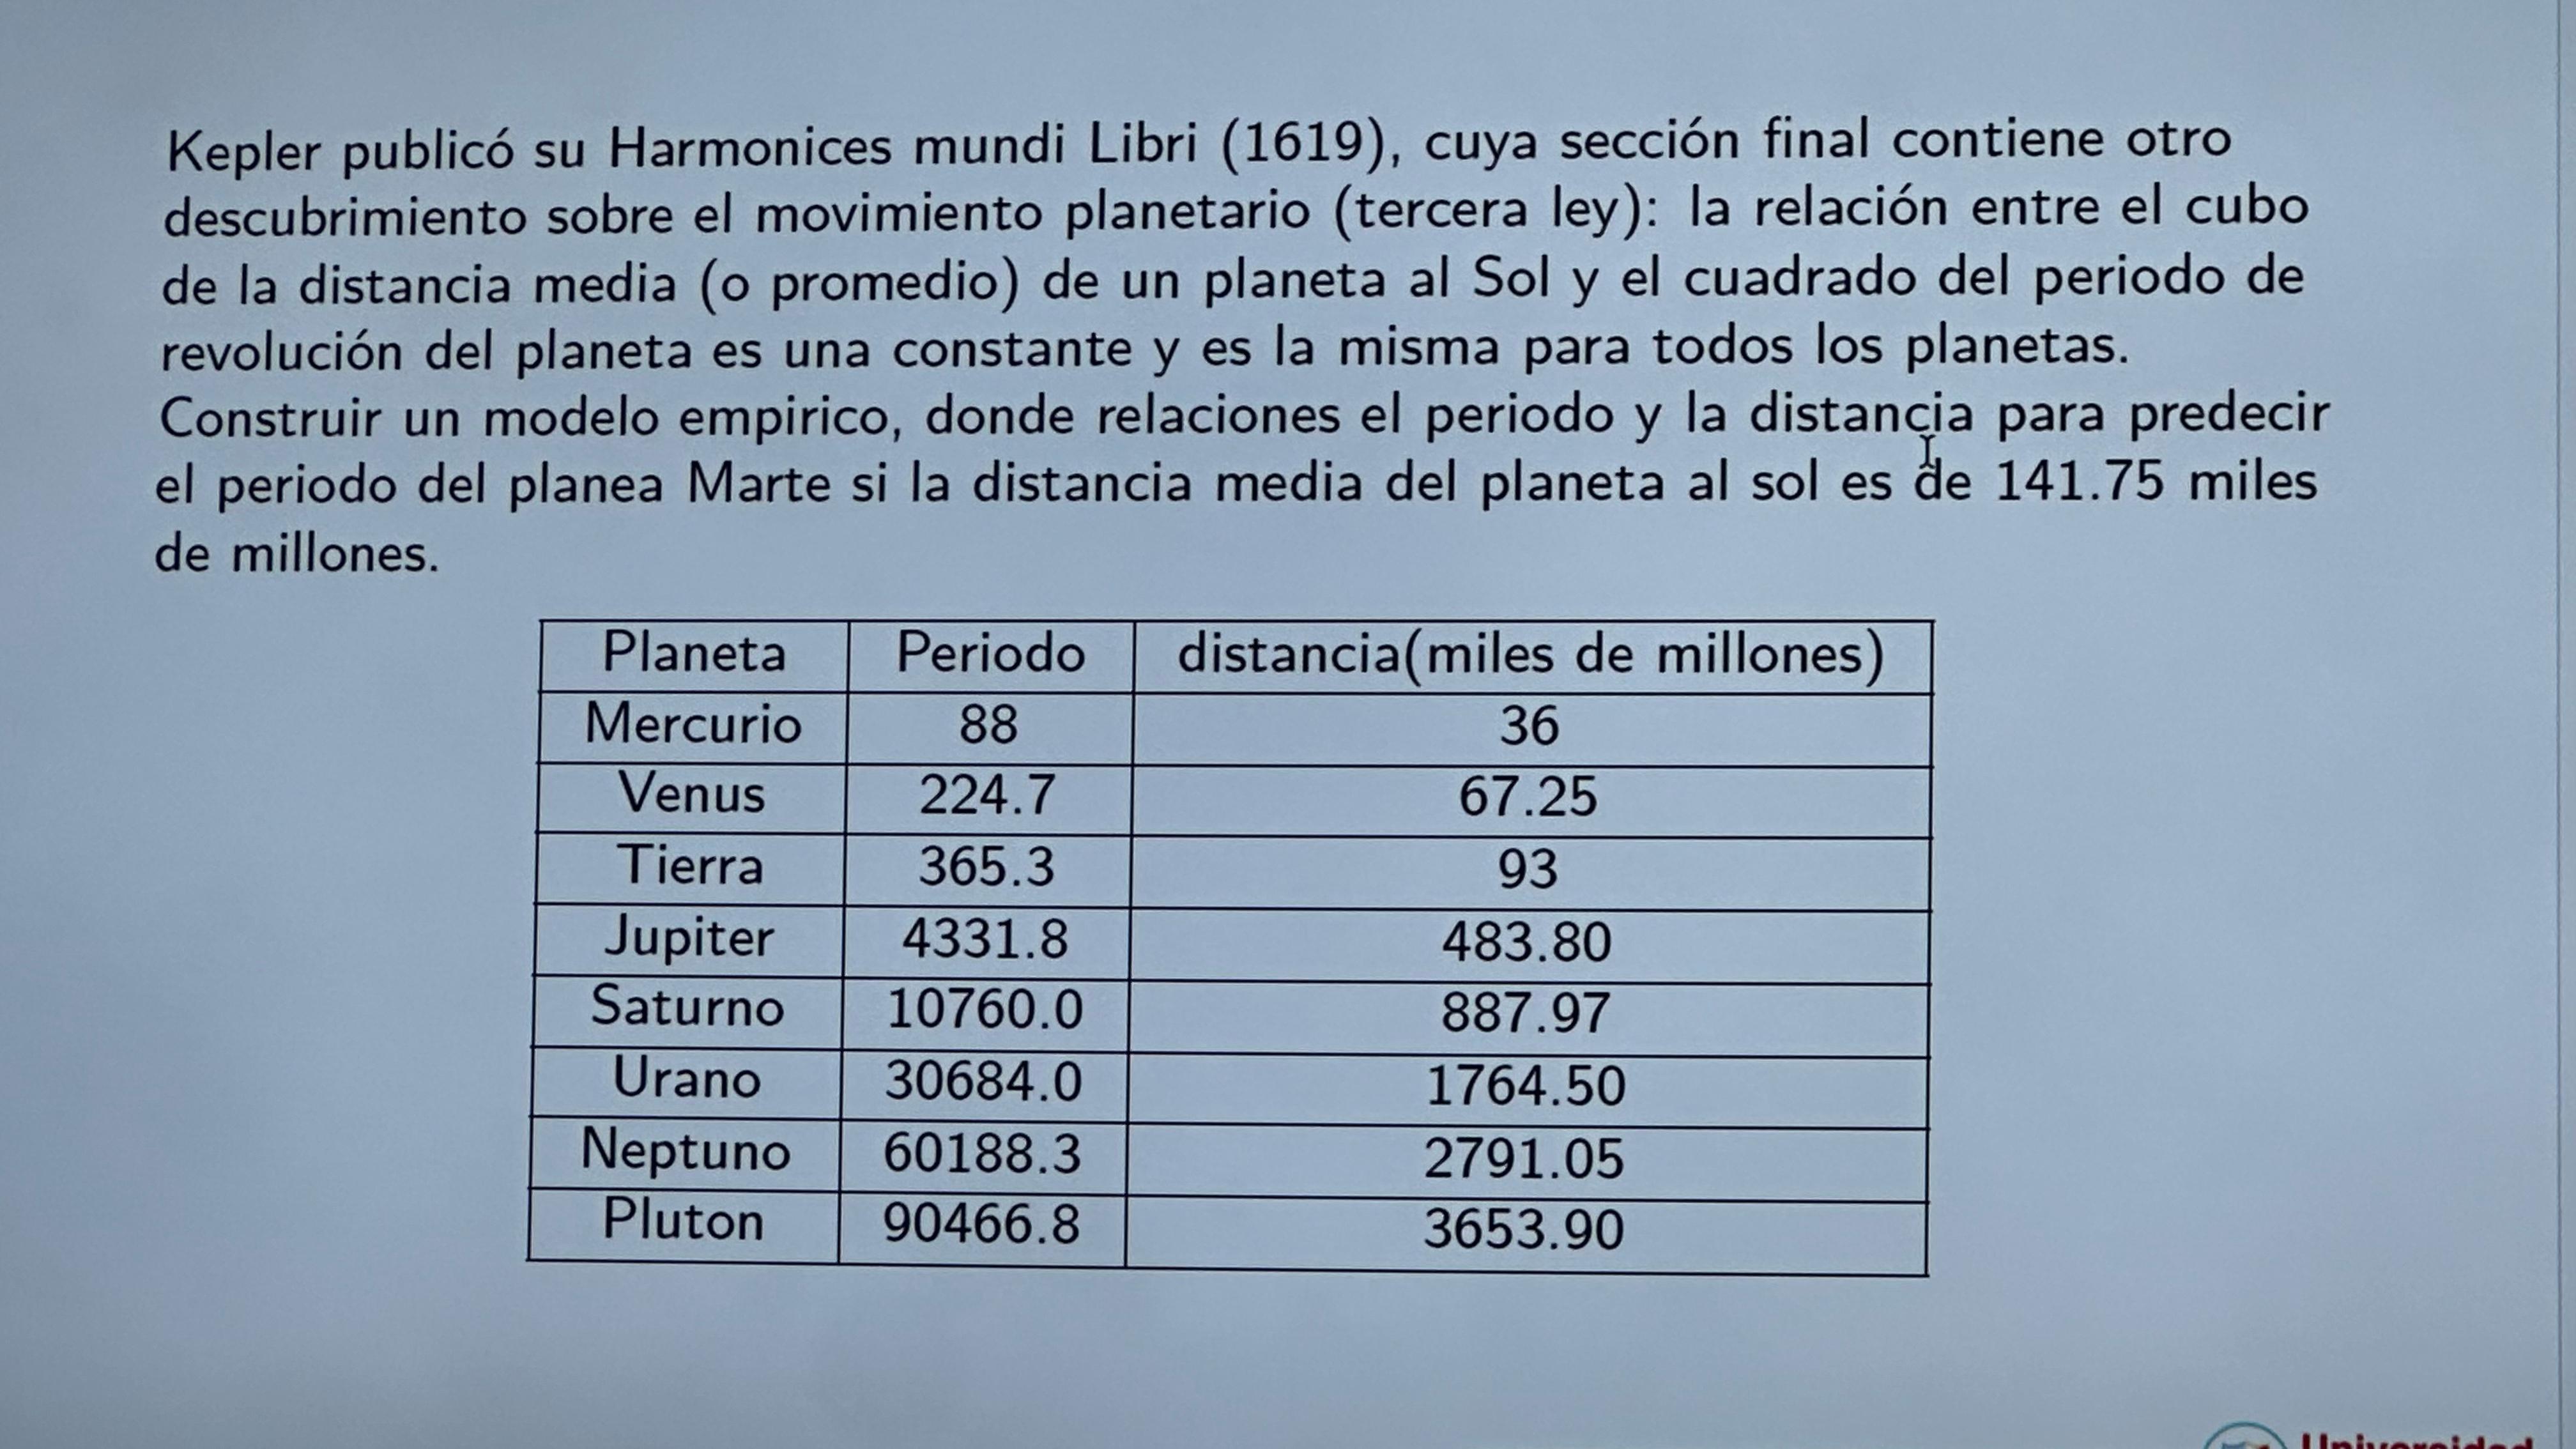 Kepler publicó su Harmonices mundi Libri (1619), cuya sección final contiene otro
descubrimiento sobre el movimiento planetario (tercera ley): la relación entre el cubo
de la distancia media (o promedio) de un planeta al Sol y el cuadrado del periodo de
revolución del planeta es una constante y es la misma para todos los planetas.
Construir un modelo empirico, donde relaciones el periodo y la distancia para predecir
el periodo del planea Marte si la distancia media del planeta al sol es de 141.75 miles
de millones.
Planeta Periodo distancia(miles de millones)
Mercurio 88 36
Venus 224.7 67.25
Tierra 365.3 93
Jupiter 4331.8 483.80
Saturno 10760.0 887.97
Urano 30684.0 1764.50
Neptuno 60188.3 2791.05
Pluton 90466.8 3653.90
Universidad